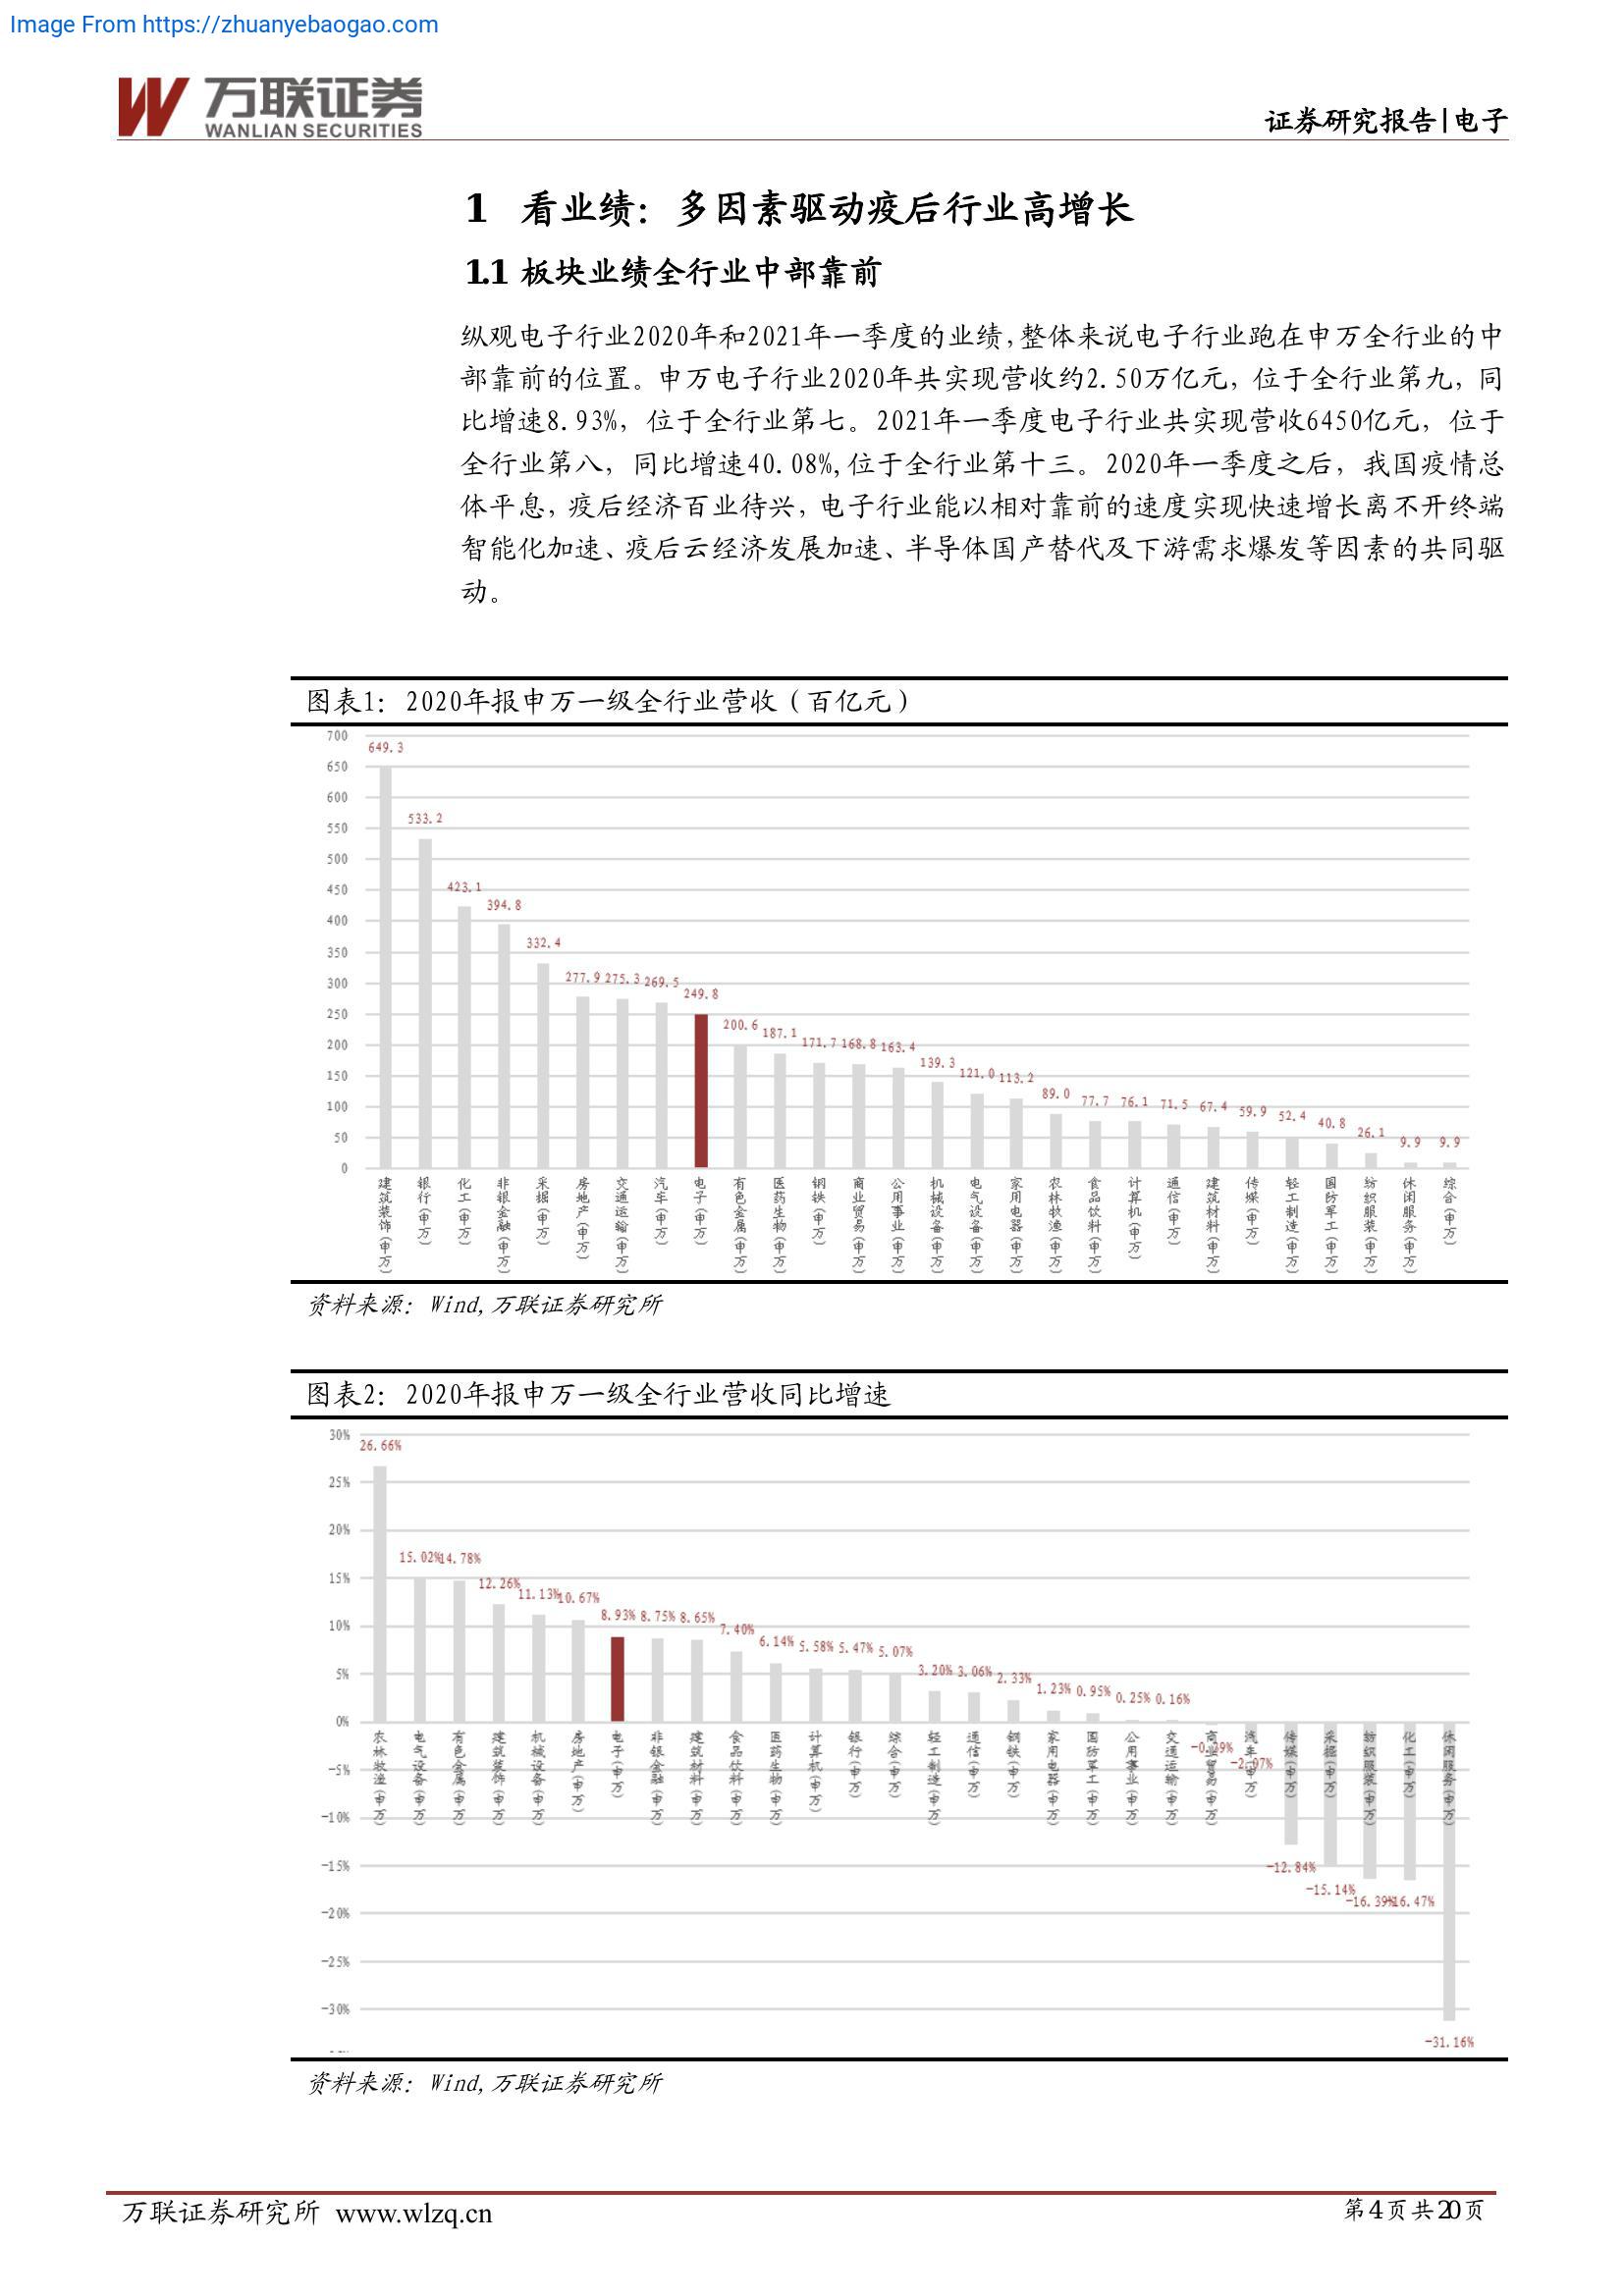 Image From https://zhuanyebaogao.com
万联证券
WANLIAN SECURITIES
证券研究报告|电子
1 看业绩：多因素驱动疫后行业高增长
1.1 板块业绩全行业中部靠前
纵观电子行业2020年和2021年一季度的业绩,整体来说电子行业跑在申万全行业的中
部靠前的位置。申万电子行业2020年共实现营收约2.50万亿元，位于全行业第九，同
比增速8.93%，位于全行业第七。2021年一季度电子行业共实现营收6450亿元，位于
全行业第八，同比增速40.08%,位于全行业第十三。2020年一季度之后，我国疫情总
体平息，疫后经济百业待兴，电子行业能以相对靠前的速度实现快速增长离不开终端
智能化加速、疫后云经济发展加速、半导体国产替代及下游需求爆发等因素的共同驱
动。
图表1：2020年报申万一级全行业营收（百亿元）
700
650
600
550
500
450
400
350
300
250
200
150
100
50
0
649.3
533.2
423.1
394.8
332.4
277.9
275.3
269.5
249.8
200.6
187.1
171.7
168.8
163.4
139.3
121.0
113.2
89.0
77.7
76.1
71.5
67.4
59.9
52.4
40.8
26.1
9.9
9.9
建筑装饰(申万)
银行(申万)
化工(申万)
非银金融(申万)
采掘(申万)
房地产(申万)
交通运输(申万)
汽车(申万)
电子(申万)
有色金属(申万)
医药生物(申万)
钢铁(申万)
商业贸易(申万)
公用事业(申万)
机械设备(申万)
电气设备(申万)
家用电器(申万)
农林牧渔(申万)
食品饮料(申万)
计算机(申万)
通信(申万)
建筑材料(申万)
传媒(申万)
轻工制造(申万)
国防军工(申万)
纺织服装(申万)
休闲服务(申万)
综合(申万)
资料来源：Wind,万联证券研究所
图表2：2020年报申万一级全行业营收同比增速
30%
25%
20%
15%
10%
5%
0%
-5%
-10%
-15%
-20%
-25%
-30%
26.66%
15.02%
14.78%
12.26%
11.13%
10.67%
8.93%
8.75%
8.65%
7.40%
6.14%
5.58%
5.47%
5.07%
3.20%
3.06%
2.33%
1.23%
0.95%
0.25%
0.16%
-2.07%
-12.84%
-15.14%
-16.39%
-16.47%
-31.16%
农林牧渔(申万)
电气设备(申万)
有色金属(申万)
建筑装饰(申万)
机械设备(申万)
房地产(申万)
电子(申万)
非银金融(申万)
建筑材料(申万)
食品饮料(申万)
医药生物(申万)
计算机(申万)
银行(申万)
综合(申万)
轻工制造(申万)
通信(申万)
钢铁(申万)
家用电器(申万)
国防军工(申万)
公用事业(申万)
交通运输(申万)
商业贸易(申万)
汽车(申万)
传媒(申万)
采掘(申万)
纺织服装(申万)
化工(申万)
休闲服务(申万)
资料来源：Wind,万联证券研究所
万联证券研究所 www.wlzq.cn
第4页共20页